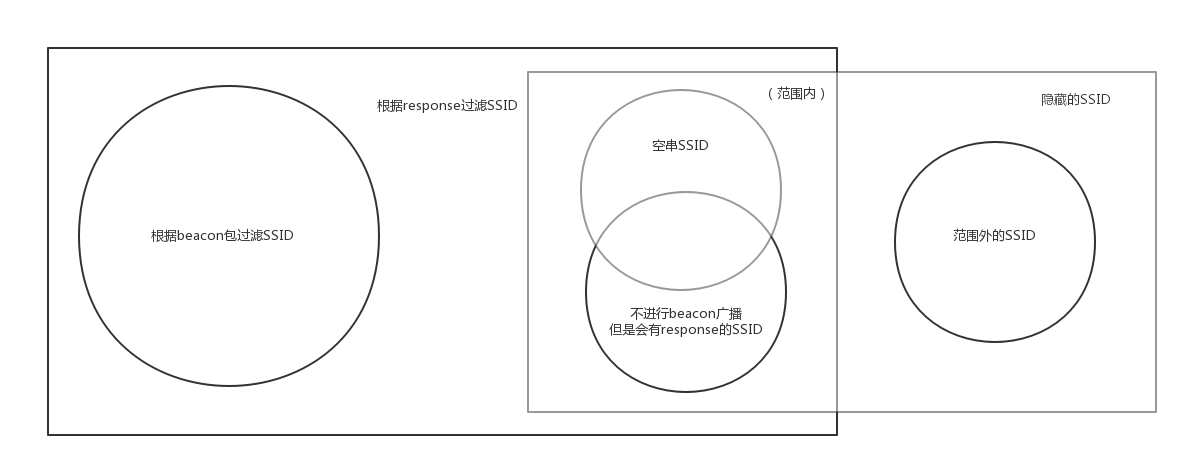 根据response过滤SSID
（范围内）
隐藏的SSID
空串SSID
根据beacon包过滤SSID
范围外的SSID
不进行beacon广播
但是会有response的SSID